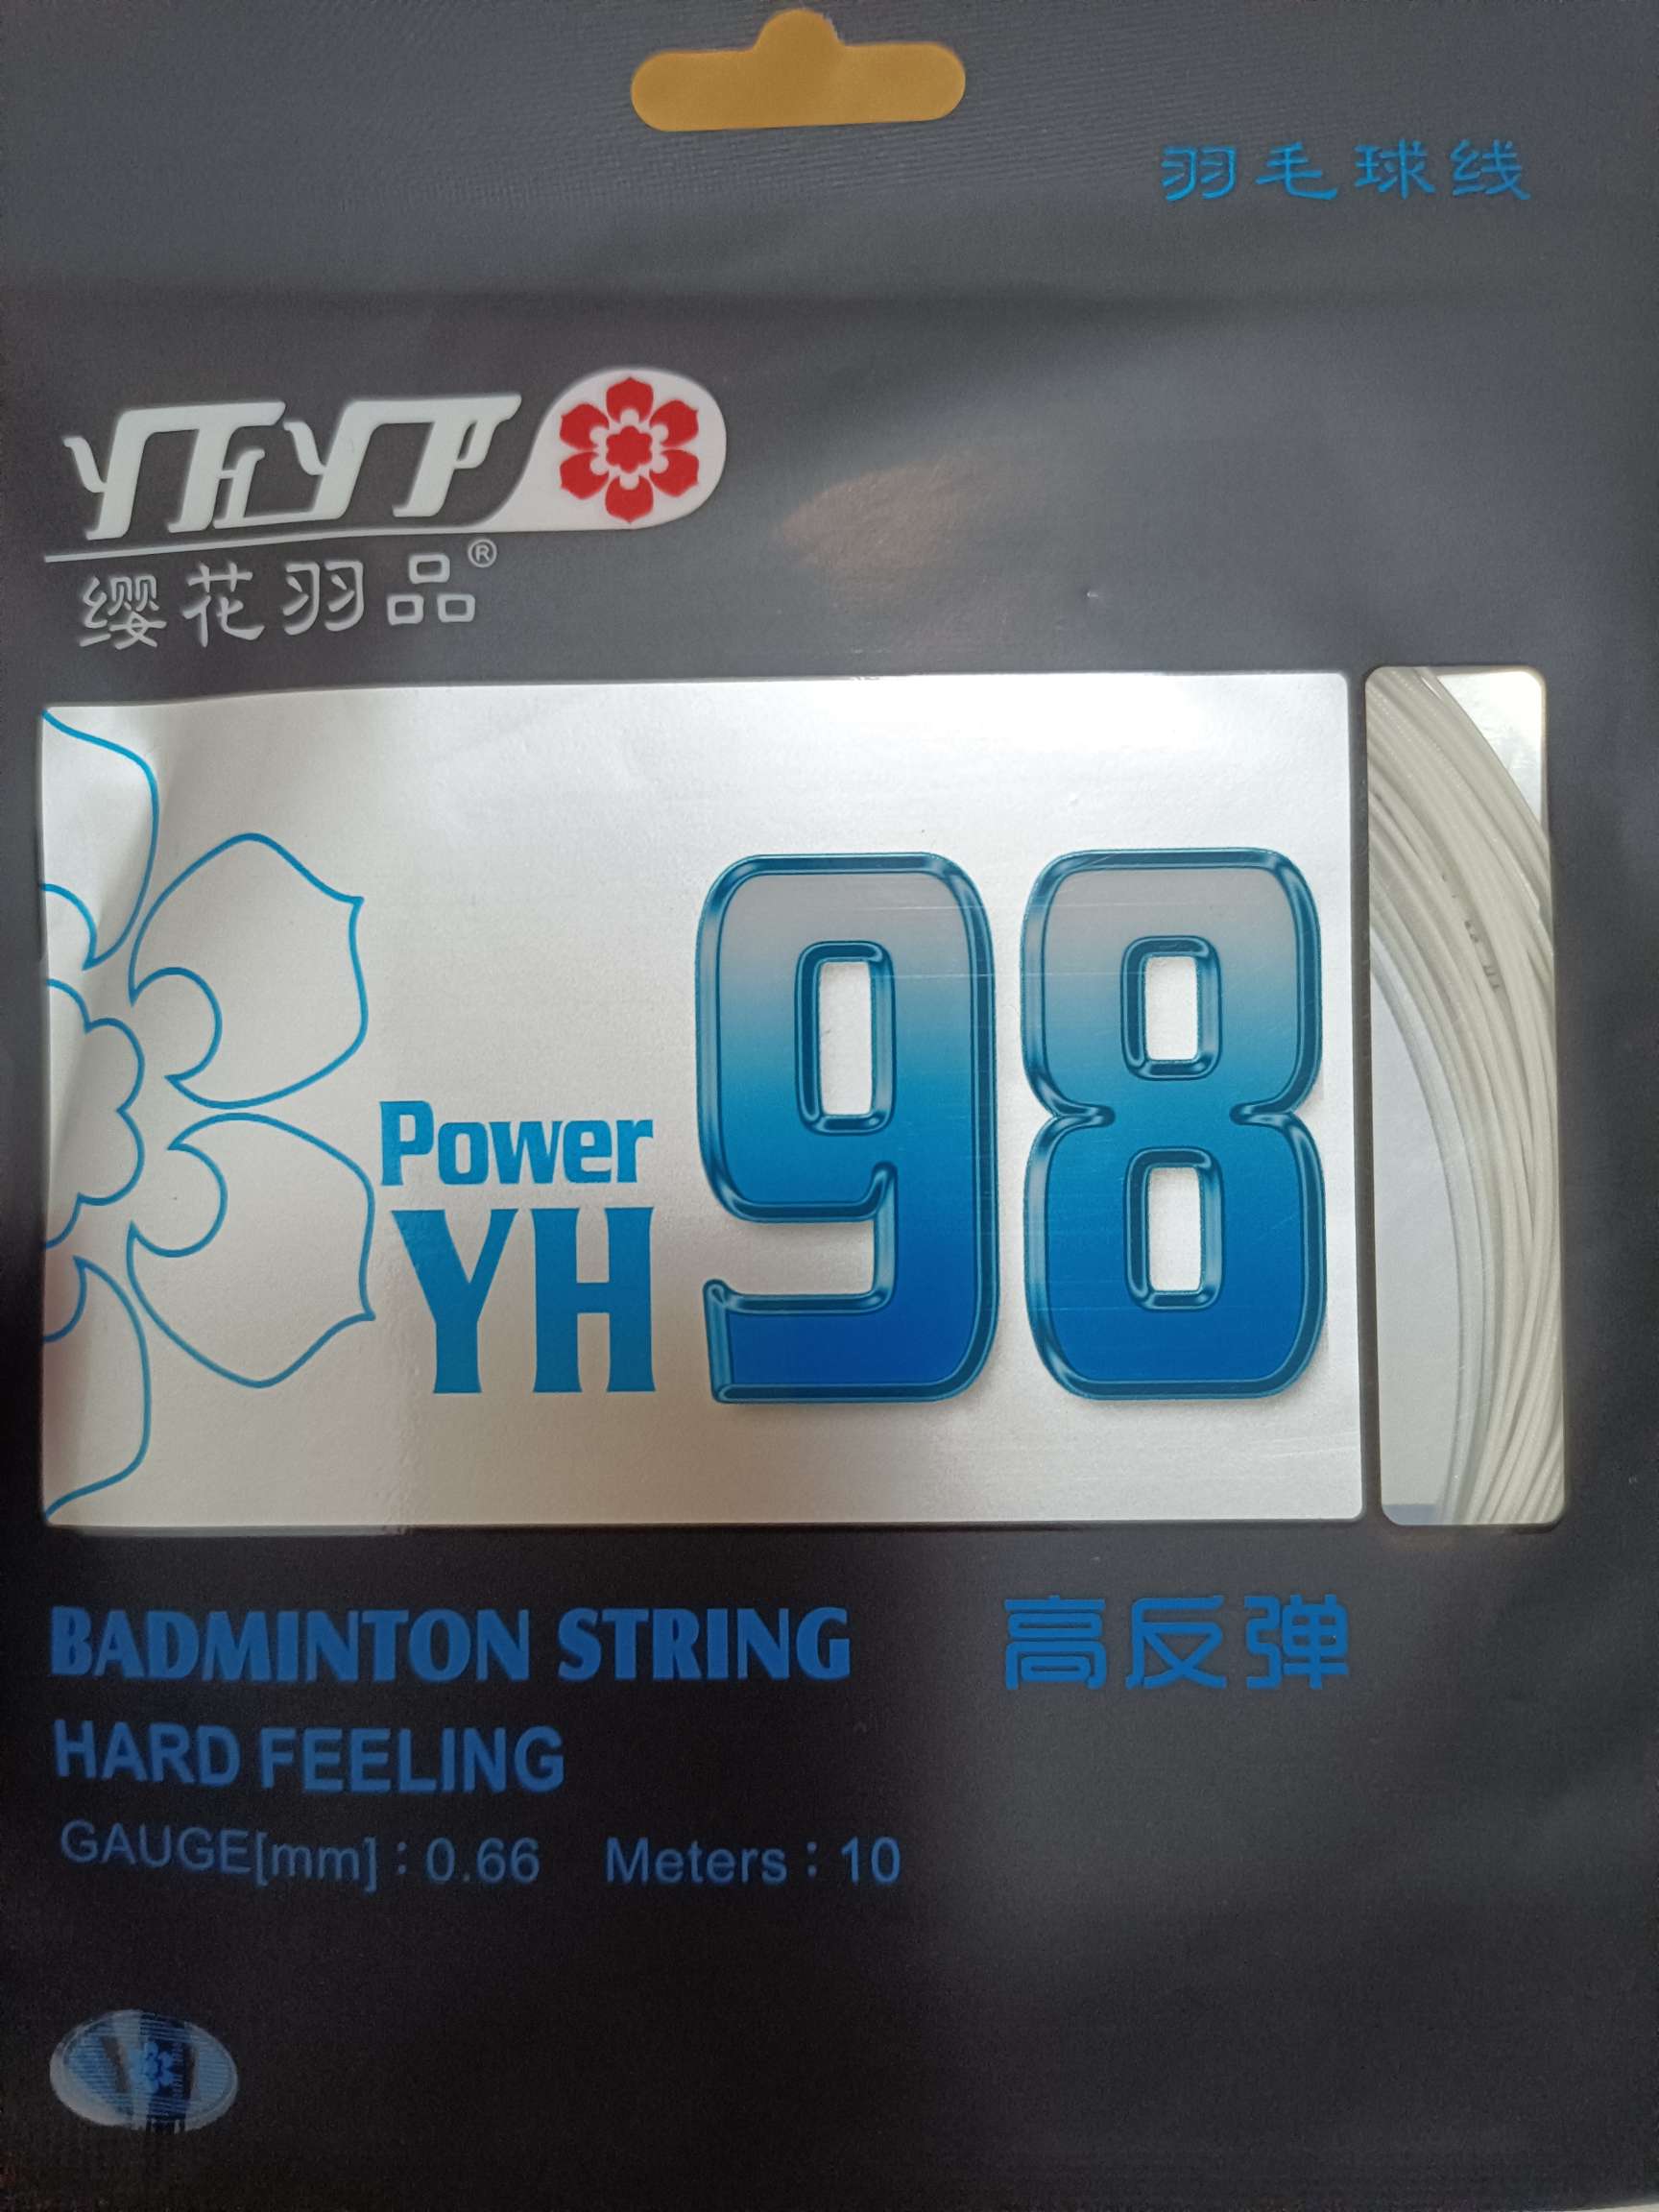 羽毛球线
YHYP
缨花羽品®
Power
YH 98
BADMINTON STRING 高反弹
HARD FEELING
GAUGE[mm]:0.66 Meters:10